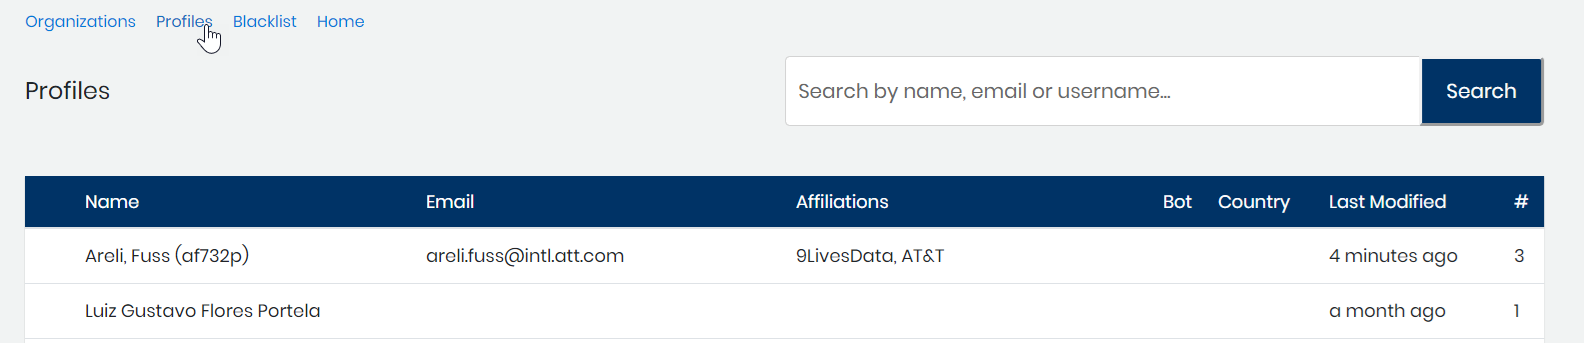 Organizations Profiles Blacklist Home
Profiles
Search by name, email or username... Search
Name Email Affiliations Bot Country Last Modified #
Areli, Fuss (af732p) areli.fuss@intl.att.com 9LivesData, AT&T 4 minutes ago 3
Luiz Gustavo Flores Portela a month ago 1